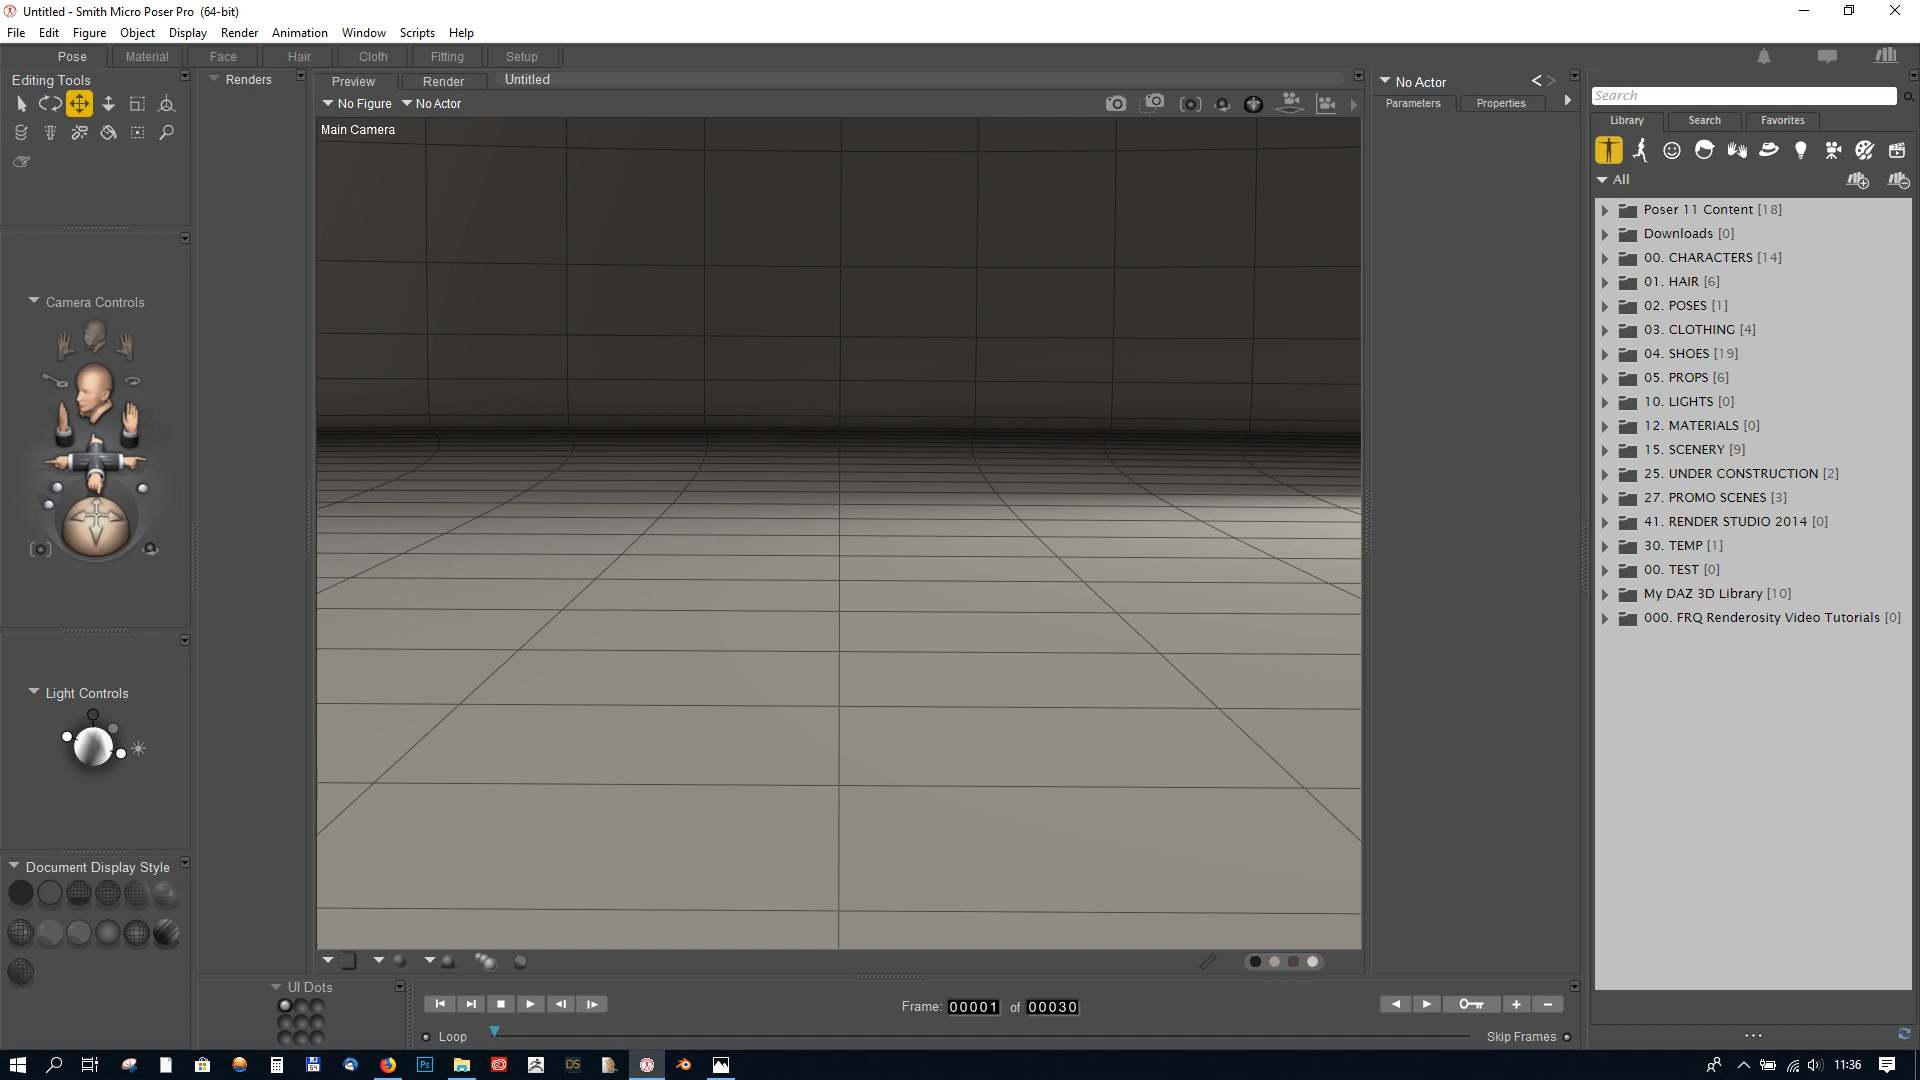 Untitled - Smith Micro Poser Pro (64-bit)
File Edit Figure Object Display Render Animation Window Scripts Help
Pose Material Face Hair Cloth Fitting Setup
Editing Tools
Renders
Preview Render Untitled
No Figure No Actor
Main Camera
No Actor < >
Parameters Properties
Search
Library Search Favorites
All
Poser 11 Content [18]
Downloads [0]
00. CHARACTERS [14]
01. HAIR [6]
02. POSES [1]
03. CLOTHING [4]
04. SHOES [19]
05. PROPS [6]
10. LIGHTS [0]
12. MATERIALS [0]
15. SCENERY [9]
25. UNDER CONSTRUCTION [2]
27. PROMO SCENES [3]
41. RENDER STUDIO 2014 [0]
30. TEMP [1]
00. TEST [0]
My DAZ 3D Library [10]
000. FRQ Renderosity Video Tutorials [0]
Camera Controls
Light Controls
Document Display Style
UI Dots
Frame: 00001 of 00030
Loop
Skip Frames
64 Ps DS
11:36